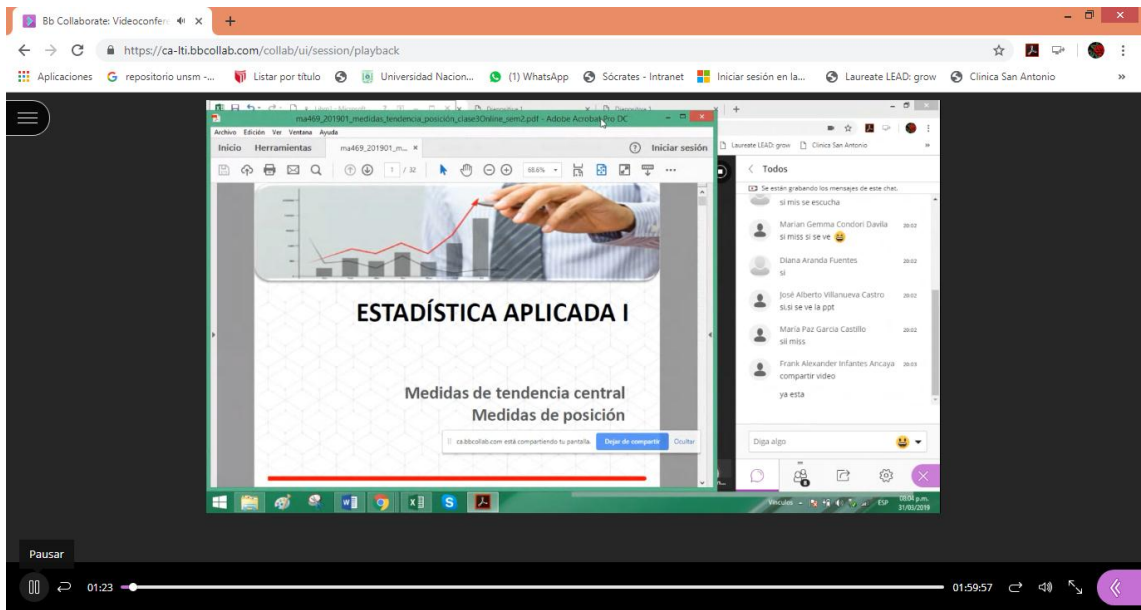 Bb Collaborate: Videoconfere
https://ca-lti.bbcollab.com/collab/ui/session/playback
Aplicaciones
repositorio unsm -...
Listar por título
Universidad Nacion...
(1) WhatsApp
Sócrates - Intranet
Iniciar sesión en la...
Laureate LEAD: grow
Clinica San Antonio
»
ma469_201901_medidas_tendencia_posición_clase3Online_sem2.pdf - Adobe Acrobat Pro DC
Archivo Edición Ver Ventana Ayuda
Inicio Herramientas ma469_201901_m... × Iniciar sesión
1 / 32 68.6%
Laureate LEAD: grow Clinica San Antonio
ESTADÍSTICA APLICADA I
Medidas de tendencia central
Medidas de posición
ca.bbcollab.com está compartiendo tu pantalla. Dejar de compartir Ocultar
Todos
Se están grabando los mensajes de este chat.
si mis se escucha
Marian Gemma Condori Davila 20:02
si miss si se ve 😀
Diana Aranda Fuentes 20:02
si
José Alberto Villanueva Castro 20:02
si.si se ve la ppt
Maria Paz Garcia Castillo 20:02
sii miss
Frank Alexander Infantes Ancaya 20:03
compartir video
ya esta
Diga algo
Vínculos
ESP
08:04 p.m.
31/03/2019
Pausar
01:23
01:59:57